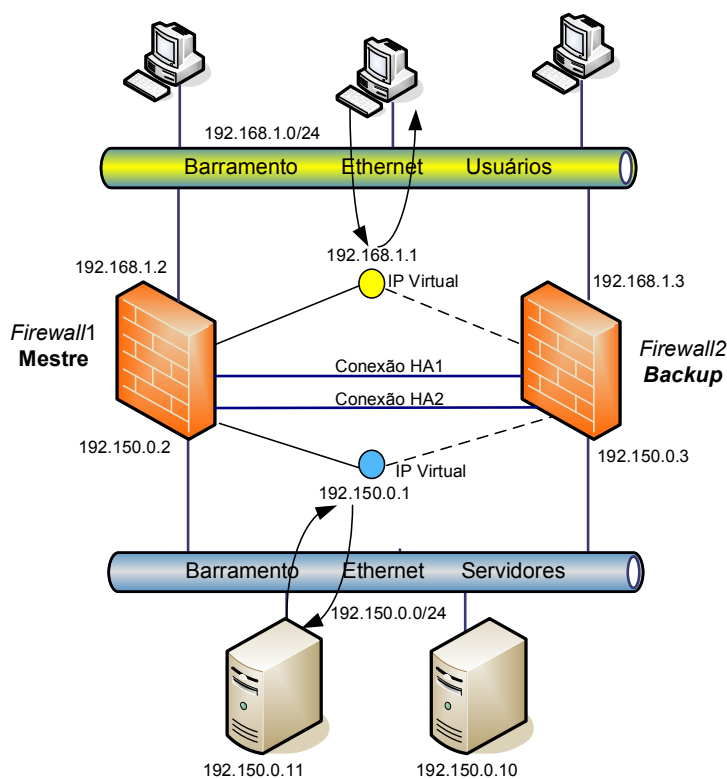 192.168.1.0/24
Barramento Ethernet Usuários
192.168.1.1
192.168.1.2
IP Virtual
192.168.1.3
Firewall1
Mestre
Firewall2
Backup
Conexão HA1
Conexão HA2
192.150.0.2
192.150.0.3
IP Virtual
192.150.0.1
Barramento Ethernet Servidores
192.150.0.0/24
192.150.0.11
192.150.0.10